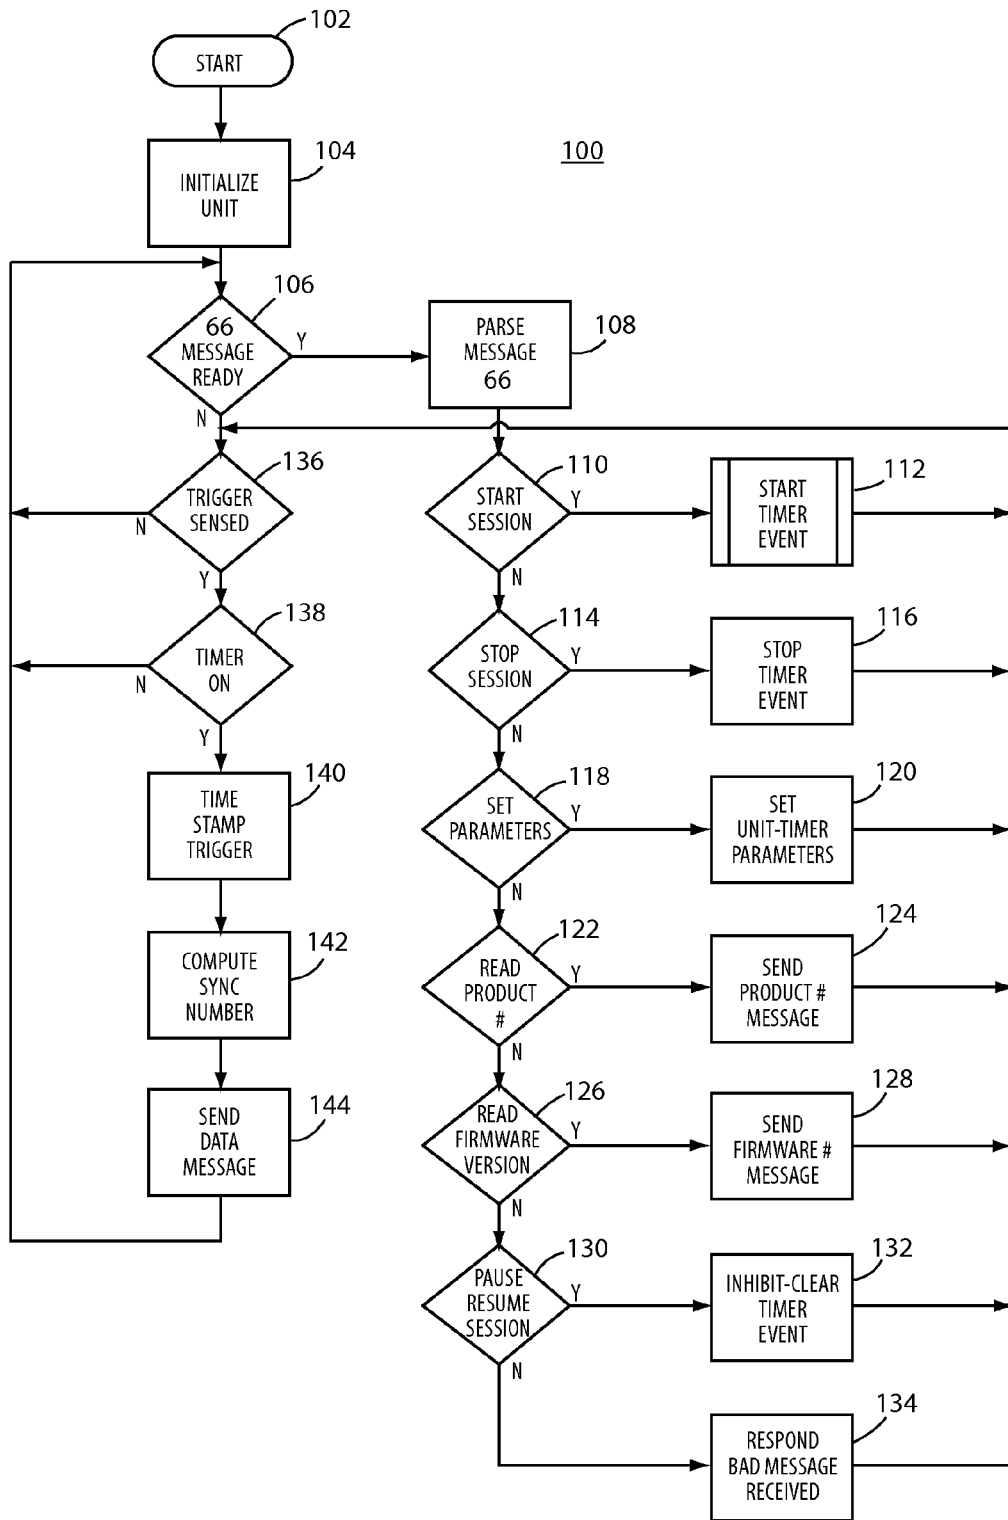 102
START
104
INITIALIZE
UNIT
100
106
66
MESSAGE
READY
Y
N
PARSE
MESSAGE
66
108
136
TRIGGER
SENSED
N
Y
110
START
SESSION
Y
N
112
START
TIMER
EVENT
138
TIMER
ON
N
Y
114
STOP
SESSION
Y
N
116
STOP
TIMER
EVENT
140
TIME
STAMP
TRIGGER
118
SET
PARAMETERS
Y
N
120
SET
UNIT-TIMER
PARAMETERS
142
COMPUTE
SYNC
NUMBER
122
READ
PRODUCT
#
Y
N
124
SEND
PRODUCT #
MESSAGE
144
SEND
DATA
MESSAGE
126
READ
FIRMWARE
VERSION
Y
N
128
SEND
FIRMWARE #
MESSAGE
130
PAUSE
RESUME
SESSION
Y
N
132
INHIBIT-CLEAR
TIMER
EVENT
134
RESPOND
BAD MESSAGE
RECEIVED